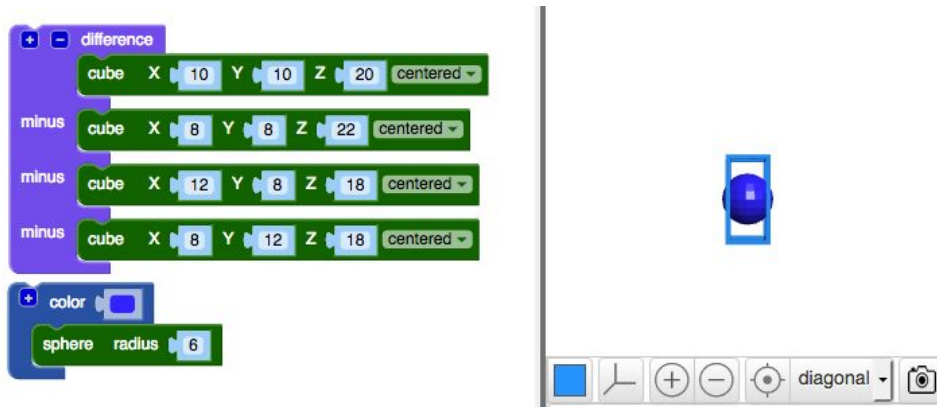 + - difference
cube X 10 Y 10 Z 20 centered
minus cube X 8 Y 8 Z 22 centered
minus cube X 12 Y 8 Z 18 centered
minus cube X 8 Y 12 Z 18 centered
+ color
sphere radius 6
diagonal